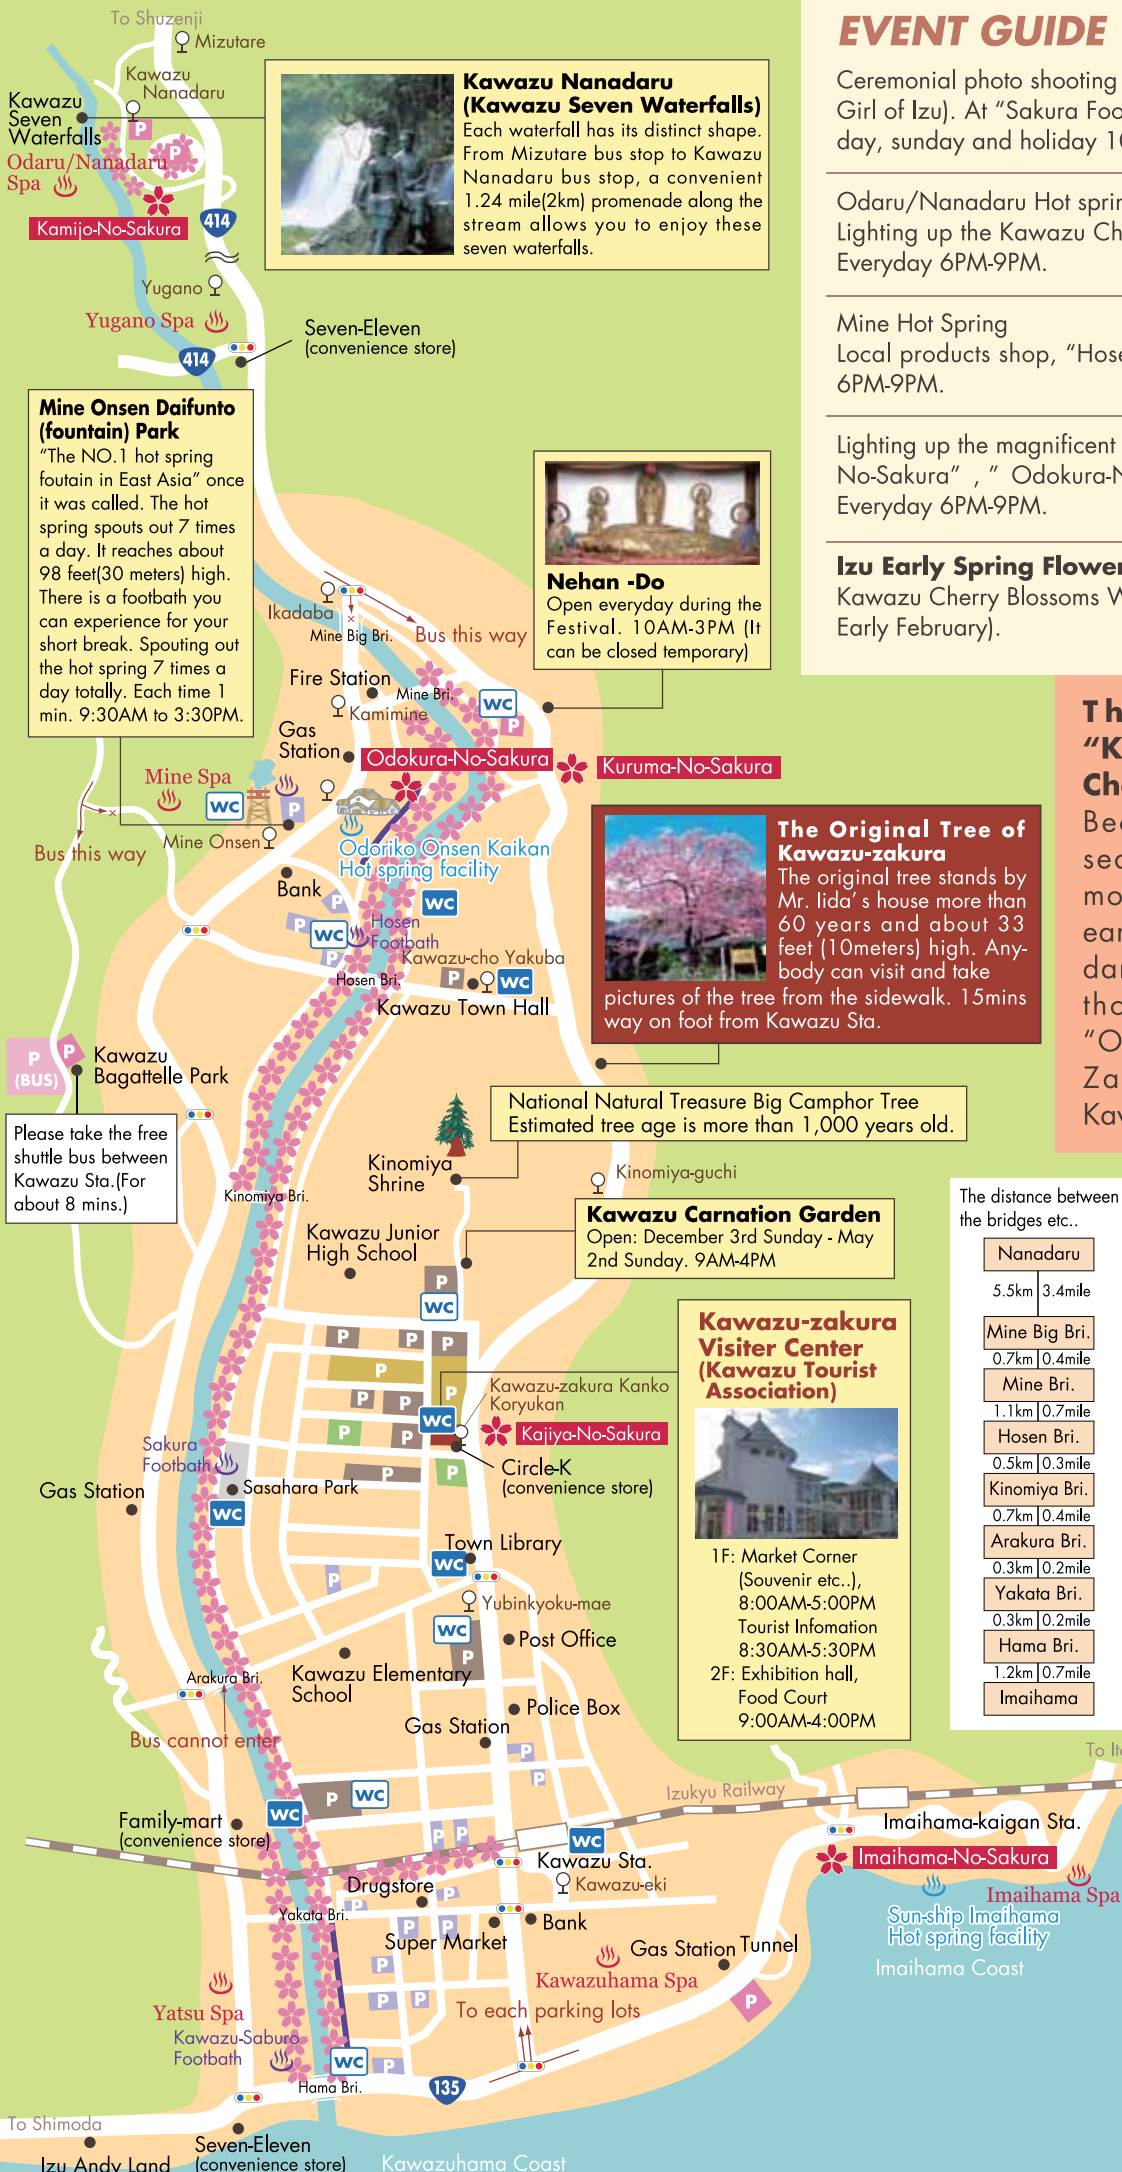 To Shuzenji
Mizutare
Kawazu
Nanadaru
Kawazu
Seven
Waterfalls
P
P
Odaru/Nanadaru
Spa
Kamijo-No-Sakura
414
Kawazu Nanadaru
(Kawazu Seven Waterfalls)
Each waterfall has its distinct shape.
From Mizutare bus stop to Kawazu
Nanadaru bus stop, a convenient
1.24 mile(2km) promenade along the
stream allows you to enjoy these
seven waterfalls.
EVENT GUIDE
Ceremonial photo shooting
Girl of Izu). At “Sakura Foo
day, sunday and holiday 10
Odaru/Nanadaru Hot sprin
Lighting up the Kawazu Ch
Everyday 6PM-9PM.
Mine Hot Spring
Local products shop, “Hose
6PM-9PM.
Lighting up the magnificent
No-Sakura” , ” Odokura-N
Everyday 6PM-9PM.
Izu Early Spring Flower
Kawazu Cherry Blossoms W
Early February).
Yugano
Yugano Spa
414
Seven-Eleven
(convenience store)
Mine Onsen Daifunto
(fountain) Park
“The NO.1 hot spring
foutain in East Asia” once
it was called. The hot
spring spouts out 7 times
a day. It reaches about
98 feet(30 meters) high.
There is a footbath you
can experience for your
short break. Spouting out
the hot spring 7 times a
day totally. Each time 1
min. 9:30AM to 3:30PM.
Nehan -Do
Open everyday during the
Festival. 10AM-3PM (It
can be closed temporary)
Ikadaba
Mine Big Bri.
Bus this way
Fire Station
Mine Bri.
Kamimine
WC
P
Gas
Station
Odokura-No-Sakura
Kuruma-No-Sakura
Th
“K
Ch
Bec
sec
mo
ear
dar
tho
“O
Za
Kav
Mine Spa
WC
P
Mine Onsen
Bus this way
Odoriko Onsen Kaikan
Hot spring facility
Bank
WC
P
P
WC
P
Hosen
Footbath
Kawazu-cho Yakuba
Hosen Bri.
P
WC
Kawazu Town Hall
The Original Tree of
Kawazu-zakura
The original tree stands by
Mr. Iida’ s house more than
60 years and about 33
feet (10meters) high. Any-
body can visit and take
pictures of the tree from the sidewalk. 15mins
way on foot from Kawazu Sta.
P
(BUS)
P
Kawazu
Bagattelle Park
Please take the free
shuttle bus between
Kawazu Sta.(For
about 8 mins.)
National Natural Treasure Big Camphor Tree
Estimated tree age is more than 1,000 years old.
Kinomiya
Shrine
Kinomiya-guchi
Kinomiya Bri.
Kawazu Carnation Garden
Open: December 3rd Sunday - May
2nd Sunday. 9AM-4PM
Kawazu Junior
High School
P
WC
P
P
P
P
P
P
P
P
P
WC
P
P
P
Kawazu-zakura Kanko
Koryukan
Kajiya-No-Sakura
Circle-K
(convenience store)
Kawazu-zakura
Visiter Center
(Kawazu Tourist
Association)
1F: Market Corner
(Souvenir etc..),
8:00AM-5:00PM
Tourist Infomation
8:30AM-5:30PM
2F: Exhibition hall,
Food Court
9:00AM-4:00PM
The distance between
the bridges etc..
Nanadaru
5.5km 3.4mile
Mine Big Bri.
0.7km 0.4mile
Mine Bri.
1.1km 0.7mile
Hosen Bri.
0.5km 0.3mile
Kinomiya Bri.
0.7km 0.4mile
Arakura Bri.
0.3km 0.2mile
Yakata Bri.
0.3km 0.2mile
Hama Bri.
1.2km 0.7mile
Imaihama
Sakura
Footbath
Gas Station
Sasahara Park
WC
Town Library
WC
P
Yubinkyoku-mae
WC
P
Post Office
Kawazu Elementary
School
Arakura Bri.
Police Box
Gas Station
Bus cannot enter
P
P
To Ito
Izukyu Railway
P
WC
WC
Family-mart
(convenience store)
Imaihama-kaigan Sta.
Imaihama-No-Sakura
P
P
WC
Kawazu Sta.
Kawazu-eki
Drugstore
P
Yakata Bri.
P
P
Super Market
Bank
Imaihama Spa
Sun-ship Imaihama
Hot spring facility
Imaihama Coast
Gas Station
Tunnel
P
Kawazuhama Spa
P
P
P
Yatsu Spa
To each parking lots
Kawazu-Saburo
Footbath
WC
P
Hama Bri.
135
To Shimoda
Izu Andy Land
Seven-Eleven
(convenience store)
Kawazuhama Coast